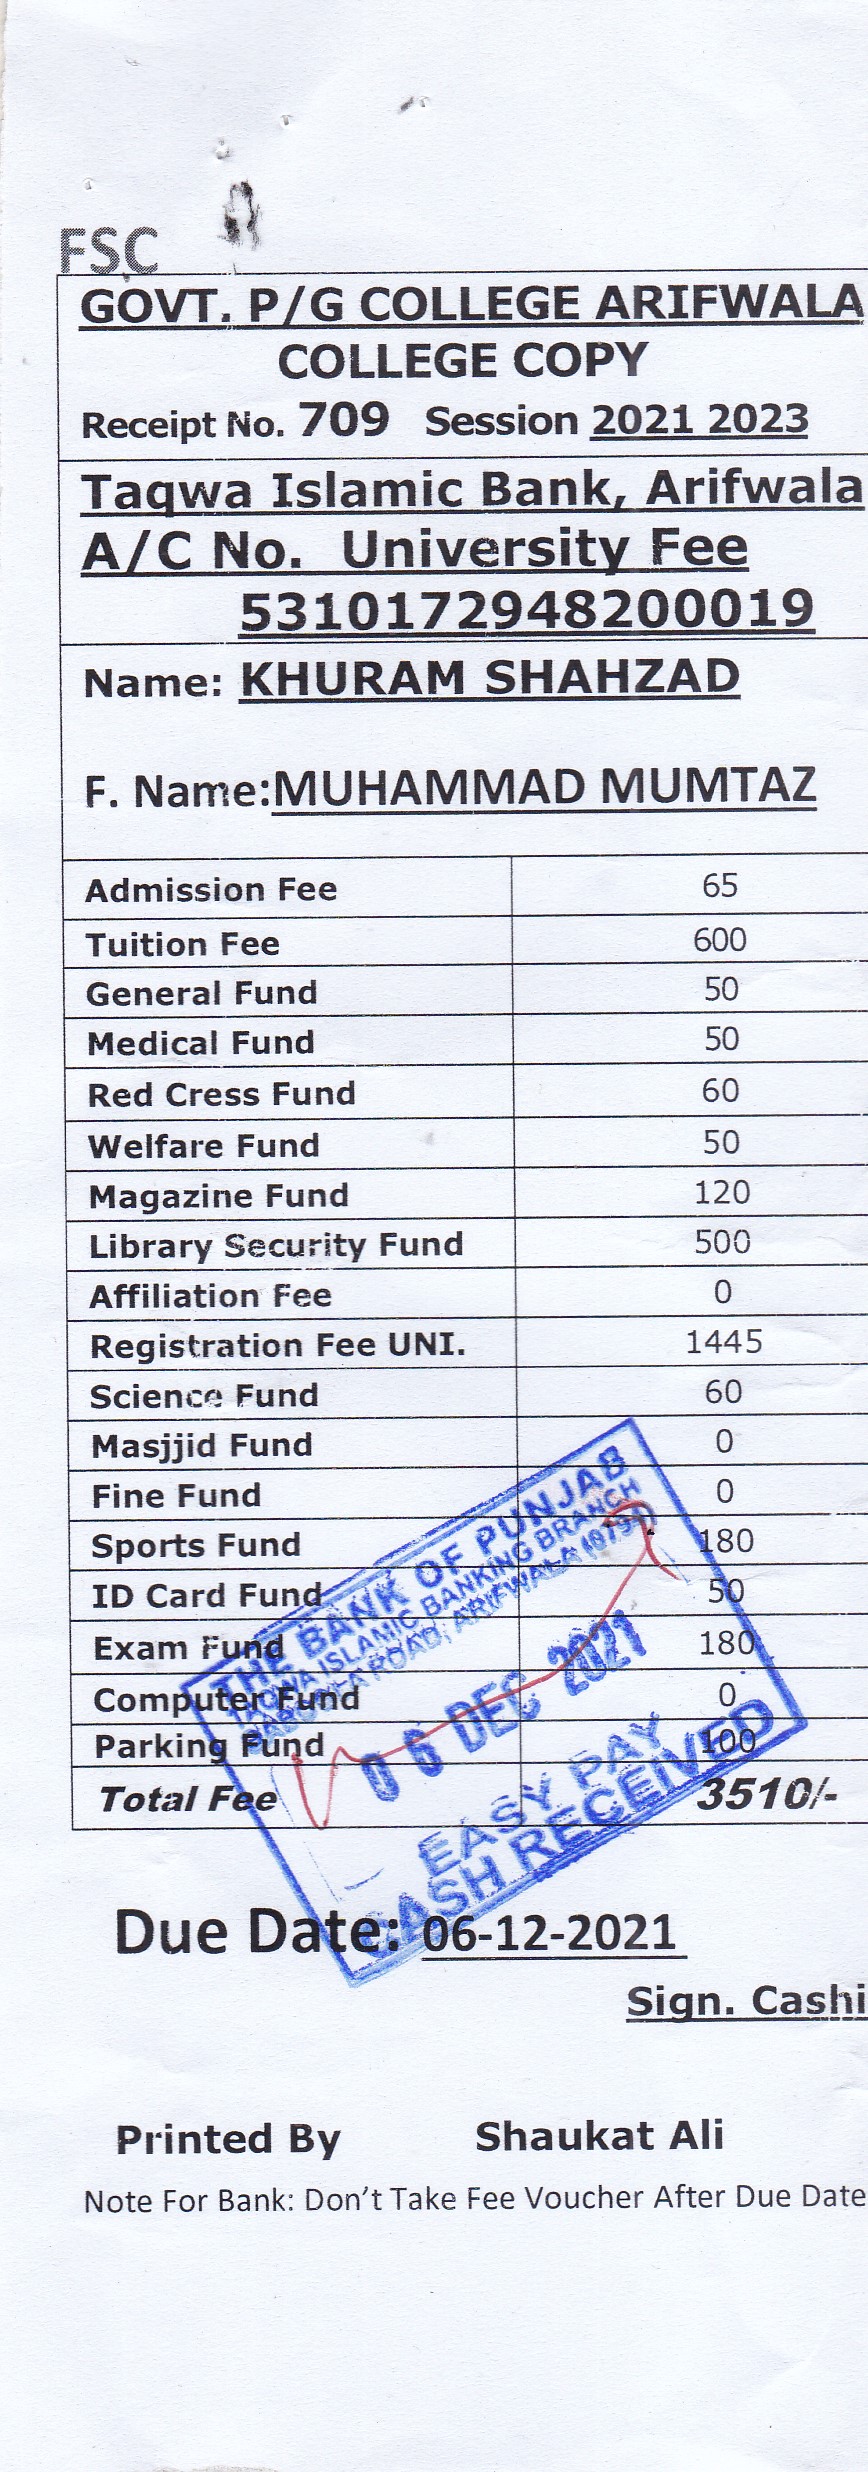 FSC
GOVT. P/G COLLEGE ARIFWALA
COLLEGE COPY
Receipt No. 709 Session 2021 2023
Taqwa Islamic Bank, Arifwala
A/C No. University Fee
5310172948200019
Name: KHURAM SHAHZAD
F. Name:MUHAMMAD MUMTAZ
Admission Fee 65
Tuition Fee 600
General Fund 50
Medical Fund 50
Red Cress Fund 60
Welfare Fund 50
Magazine Fund 120
Library Security Fund 500
Affiliation Fee 0
Registration Fee UNI. 1445
Science Fund 60
Masjjid Fund 0
Fine Fund 0
Sports Fund 180
ID Card Fund 50
Exam Fund 180
Computer Fund 0
Parking Fund 100
Total Fee 3510/-
THE BANK OF PUNJAB
TAQWA ISLAMIC BANKING BRANCH
ROAD, ARIFWALA
06 DEC 2021
EASY PAY
CASH RECEIVED
Due Date: 06-12-2021
Sign. Cashi
Printed By Shaukat Ali
Note For Bank: Don't Take Fee Voucher After Due Date